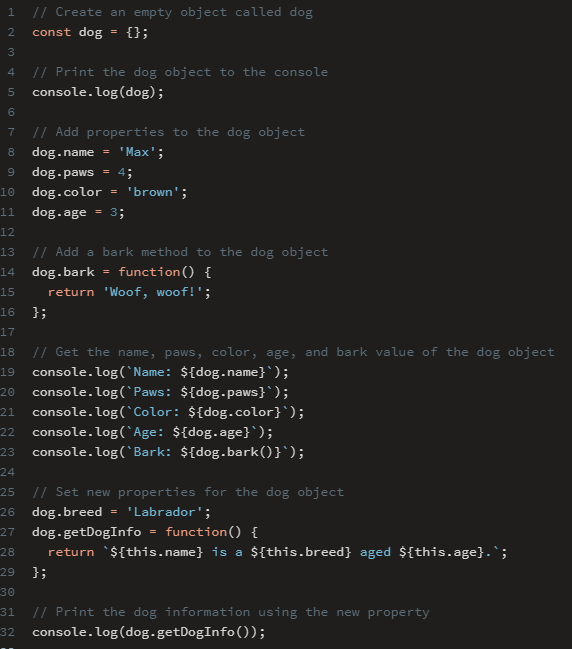 1 // Create an empty object called dog
2 const dog = {};
3
4 // Print the dog object to the console
5 console.log(dog);
6
7 // Add properties to the dog object
8 dog.name = 'Max';
9 dog.paws = 4;
10 dog.color = 'brown';
11 dog.age = 3;
12
13 // Add a bark method to the dog object
14 dog.bark = function() {
15   return 'Woof, woof!';
16 };
17
18 // Get the name, paws, color, age, and bark value of the dog object
19 console.log(`Name: ${dog.name}`);
20 console.log(`Paws: ${dog.paws}`);
21 console.log(`Color: ${dog.color}`);
22 console.log(`Age: ${dog.age}`);
23 console.log(`Bark: ${dog.bark()}`);
24
25 // Set new properties for the dog object
26 dog.breed = 'Labrador';
27 dog.getDogInfo = function() {
28   return `${this.name} is a ${this.breed} aged ${this.age}.`;
29 };
30
31 // Print the dog information using the new property
32 console.log(dog.getDogInfo());